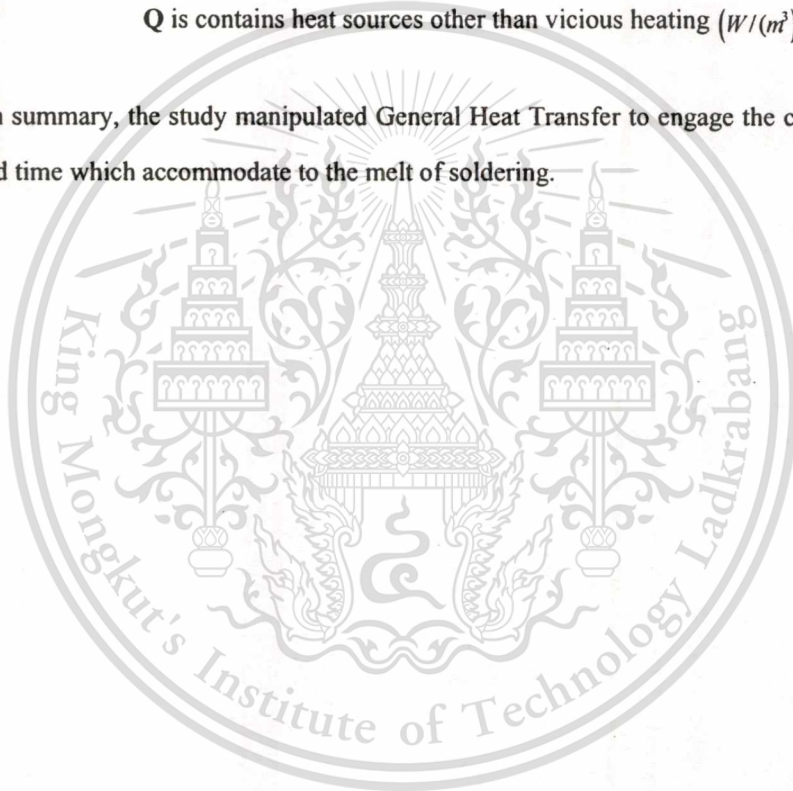 Q is contains heat sources other than vicious heating (W/(m³)
summary, the study manipulated General Heat Transfer to engage the
time which accommodate to the melt of soldering.
King Mongkut's Institute of Technology Ladkrabang